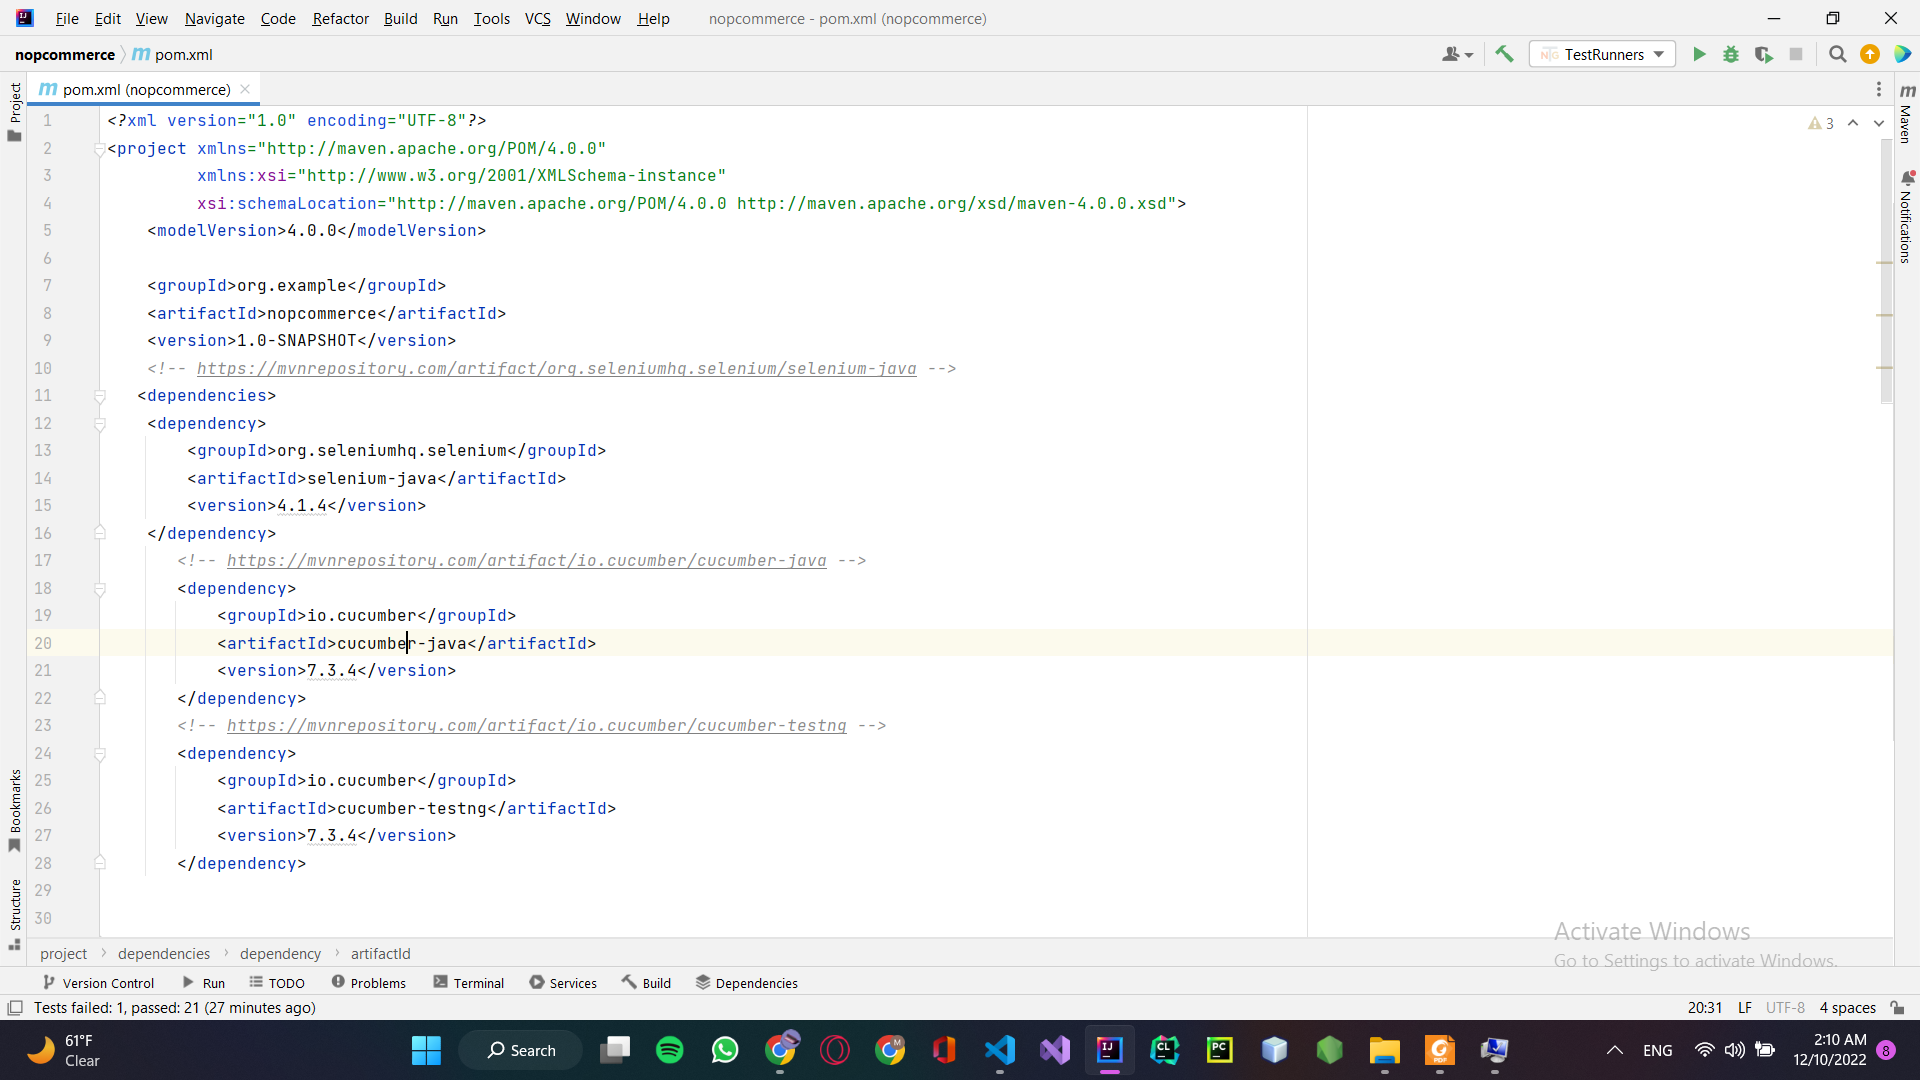 File Edit View Navigate Code Refactor Build Run Tools VCS Window Help nopcommerce - pom.xml (nopcommerce)
nopcommerce m pom.xml TestRunners
m pom.xml (nopcommerce)
Project
Maven
Notifications
3
1 <?xml version="1.0" encoding="UTF-8"?>
2 <project xmlns="http://maven.apache.org/POM/4.0.0"
3 xmlns:xsi="http://www.w3.org/2001/XMLSchema-instance"
4 xsi:schemaLocation="http://maven.apache.org/POM/4.0.0 http://maven.apache.org/xsd/maven-4.0.0.xsd">
5 <modelVersion>4.0.0</modelVersion>
6
7 <groupId>org.example</groupId>
8 <artifactId>nopcommerce</artifactId>
9 <version>1.0-SNAPSHOT</version>
10 <!-- https://mvnrepository.com/artifact/org.seleniumhq.selenium/selenium-java -->
11 <dependencies>
12 <dependency>
13 <groupId>org.seleniumhq.selenium</groupId>
14 <artifactId>selenium-java</artifactId>
15 <version>4.1.4</version>
16 </dependency>
17 <!-- https://mvnrepository.com/artifact/io.cucumber/cucumber-java -->
18 <dependency>
19 <groupId>io.cucumber</groupId>
20 <artifactId>cucumber-java</artifactId>
21 <version>7.3.4</version>
22 </dependency>
23 <!-- https://mvnrepository.com/artifact/io.cucumber/cucumber-testng -->
24 <dependency>
25 <groupId>io.cucumber</groupId>
26 <artifactId>cucumber-testng</artifactId>
27 <version>7.3.4</version>
28 </dependency>
29
30
Bookmarks
Structure
Activate Windows
Go to Settings to activate Windows.
project dependencies dependency artifactId
Version Control Run TODO Problems Terminal Services Build Dependencies
Tests failed: 1, passed: 21 (27 minutes ago) 20:31 LF UTF-8 4 spaces
61°F
Clear
Search
ENG
2:10 AM
12/10/2022
8